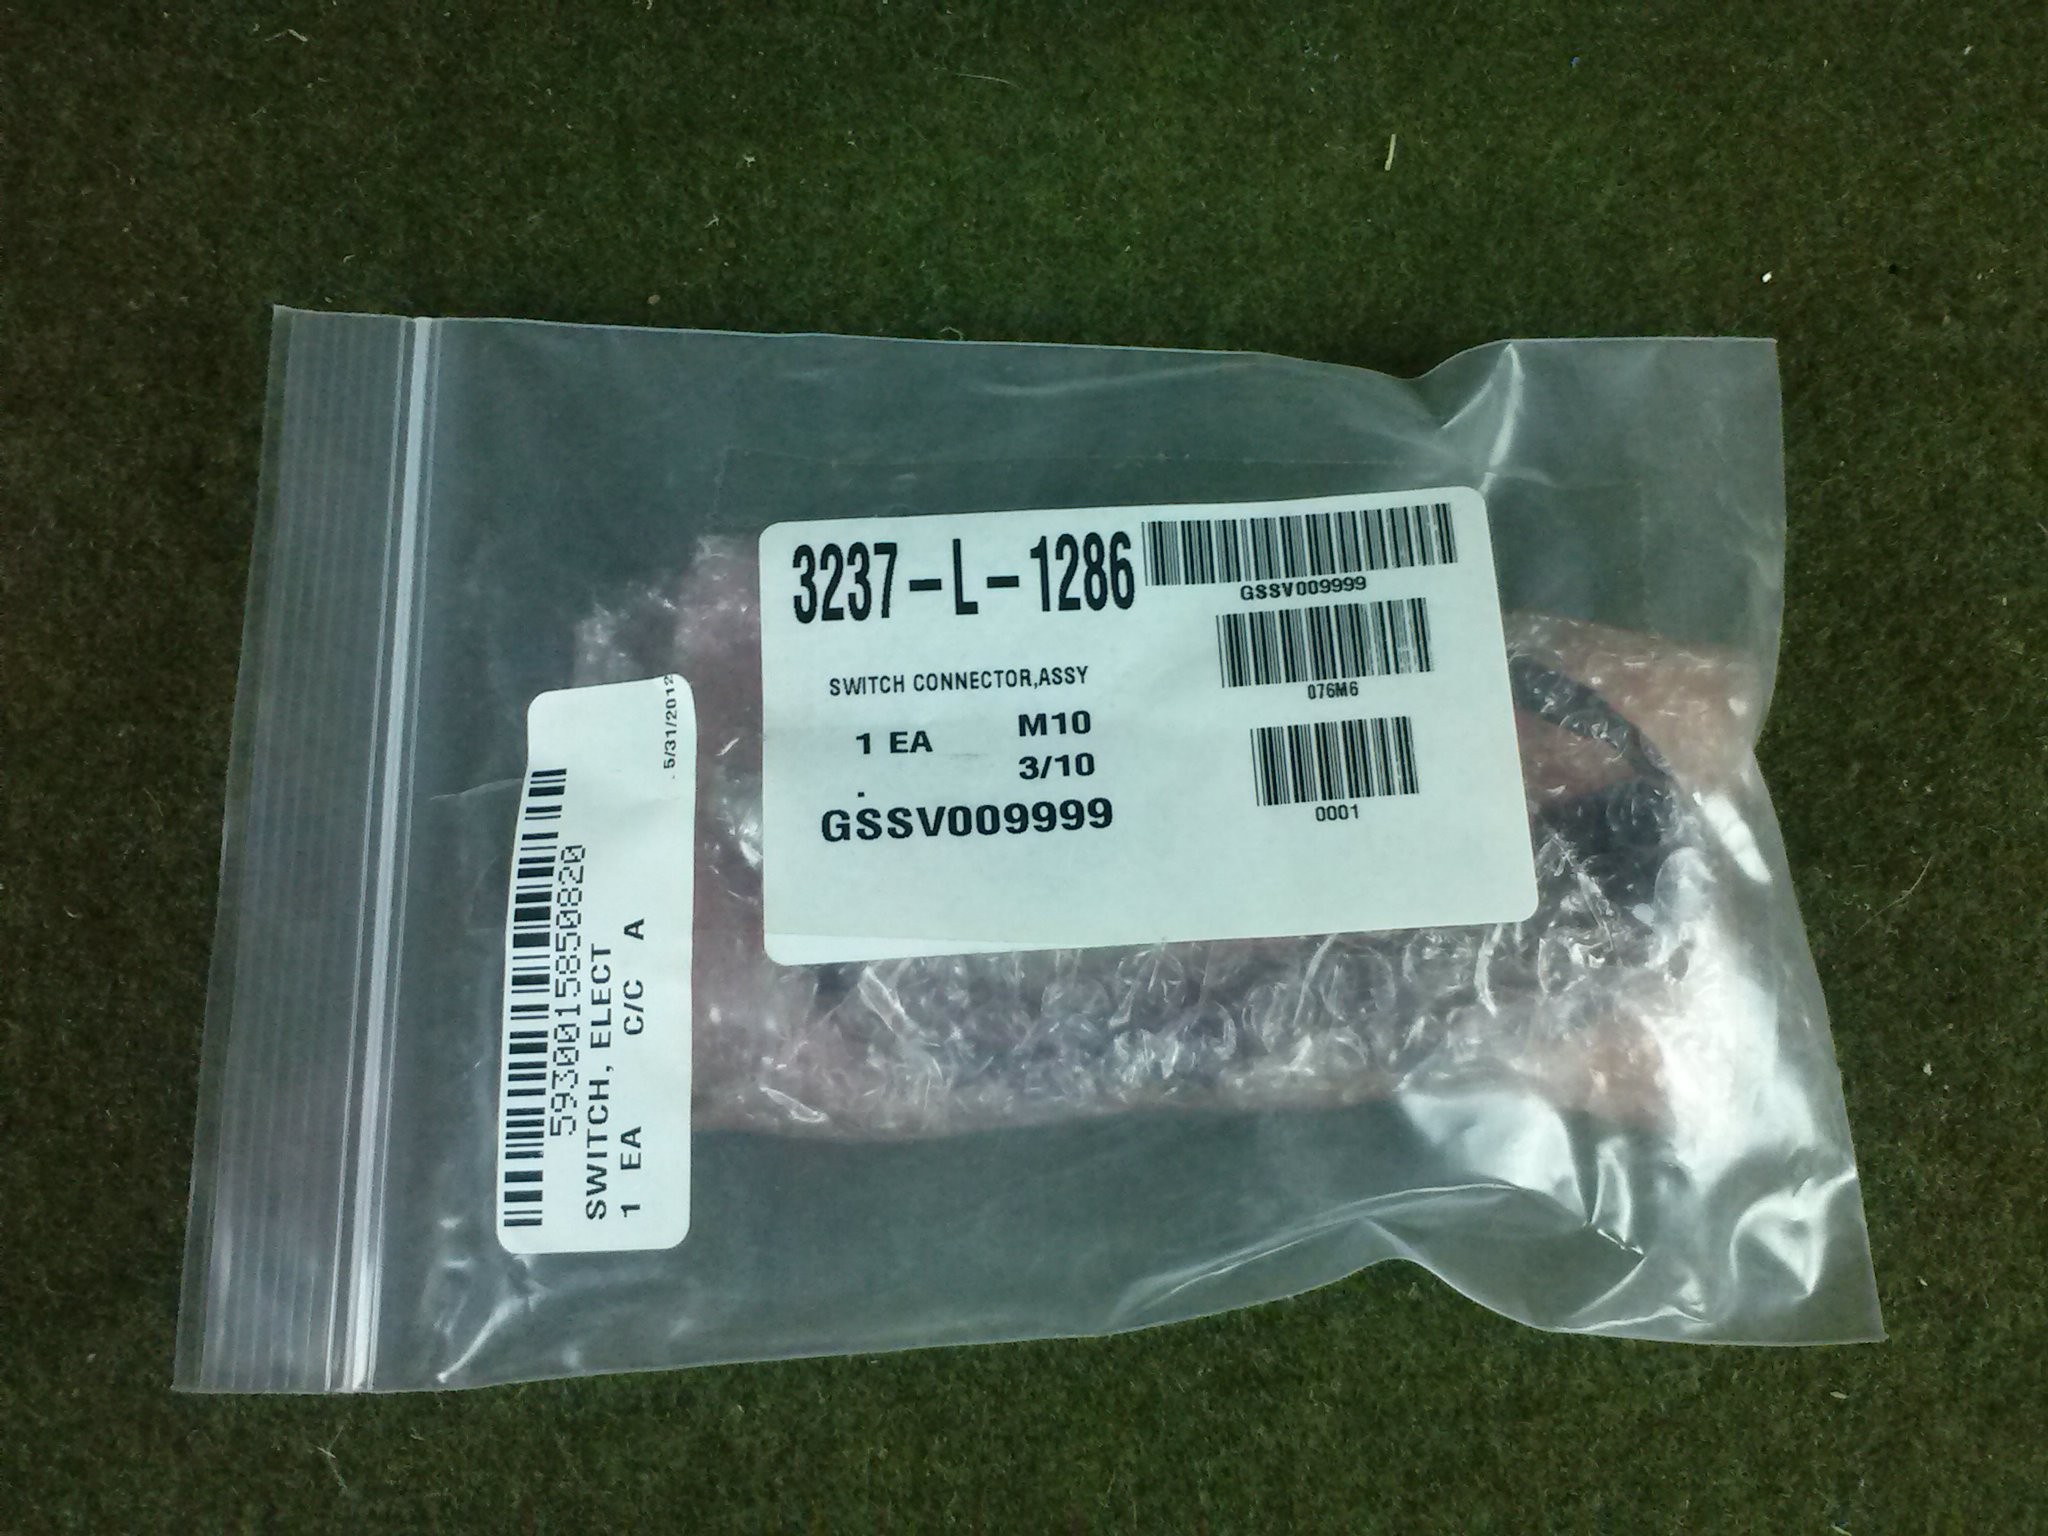 3237-L-1286
GSSV009999
SWITCH CONNECTOR,ASSY
076M6
1 EA M10
3/10
.
GSSV009999
0001
5/31/2012
5930015850820
SWITCH, ELECT
1 EA C/C A